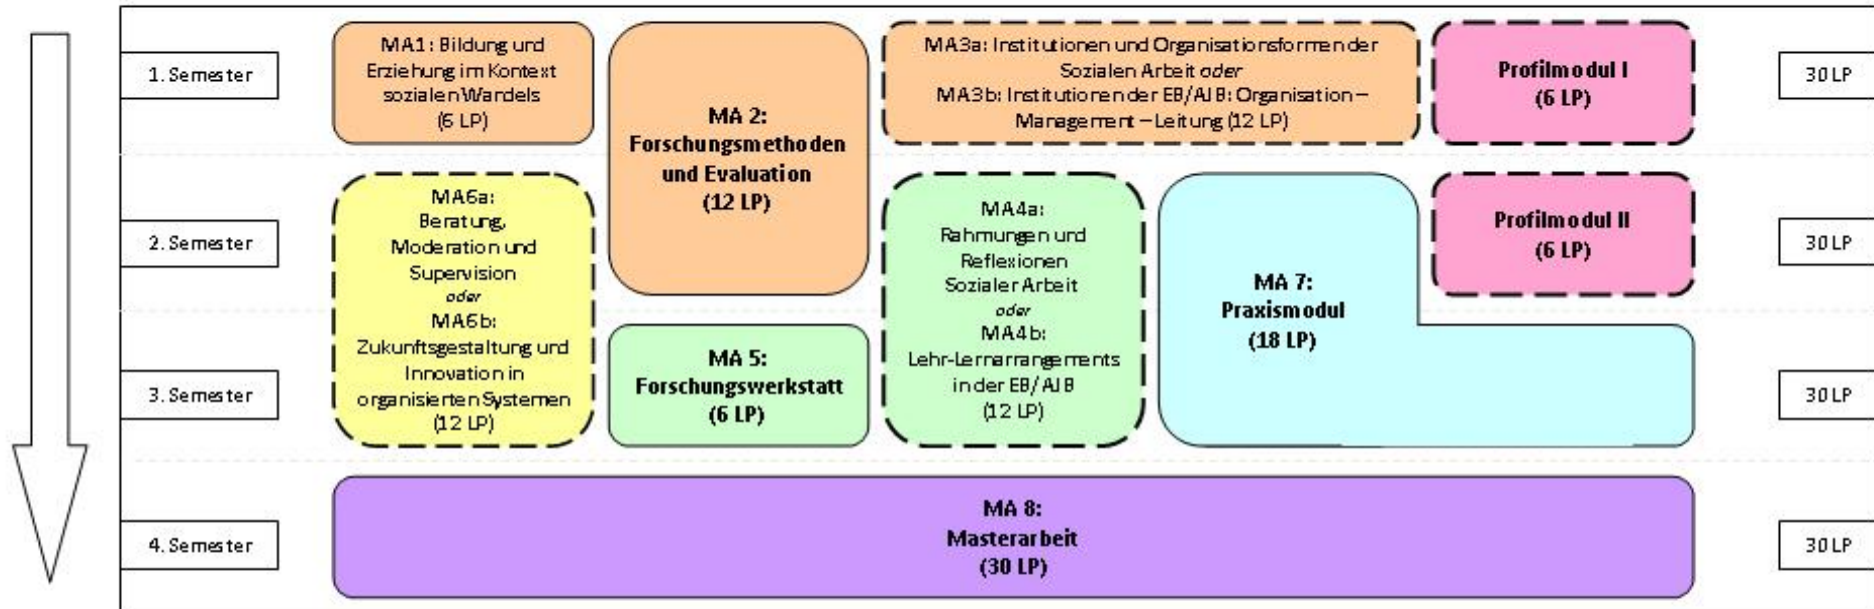 1. Semester
MA1: Bildung und
Erziehung im Kontext
sozialen Wandels
(6 LP)
MA 2:
Forschungsmethoden
und Evaluation
(12 LP)
MA3a: Institutionen und Organisationsformen der
Sozialen Arbeit oder
MA3b: Institutionen der EB/AJB: Organisation –
Management – Leitung (12 LP)
Profilmodul I
(6 LP)
30 LP
2. Semester
MA6a:
Beratung,
Moderation und
Supervision
oder
MA6b:
Zukunftsgestaltung und
Innovation in
organisierten Systemen
(12 LP)
MA4a:
Rahmungen und
Reflexionen
Sozialer Arbeit
oder
MA4b:
Lehr-Lernarrangements
in der EB/AJB
(12 LP)
MA 7:
Praxismodul
(18 LP)
Profilmodul II
(6 LP)
30 LP
3. Semester
MA 5:
Forschungswerkstatt
(6 LP)
30 LP
4. Semester
MA 8:
Masterarbeit
(30 LP)
30 LP